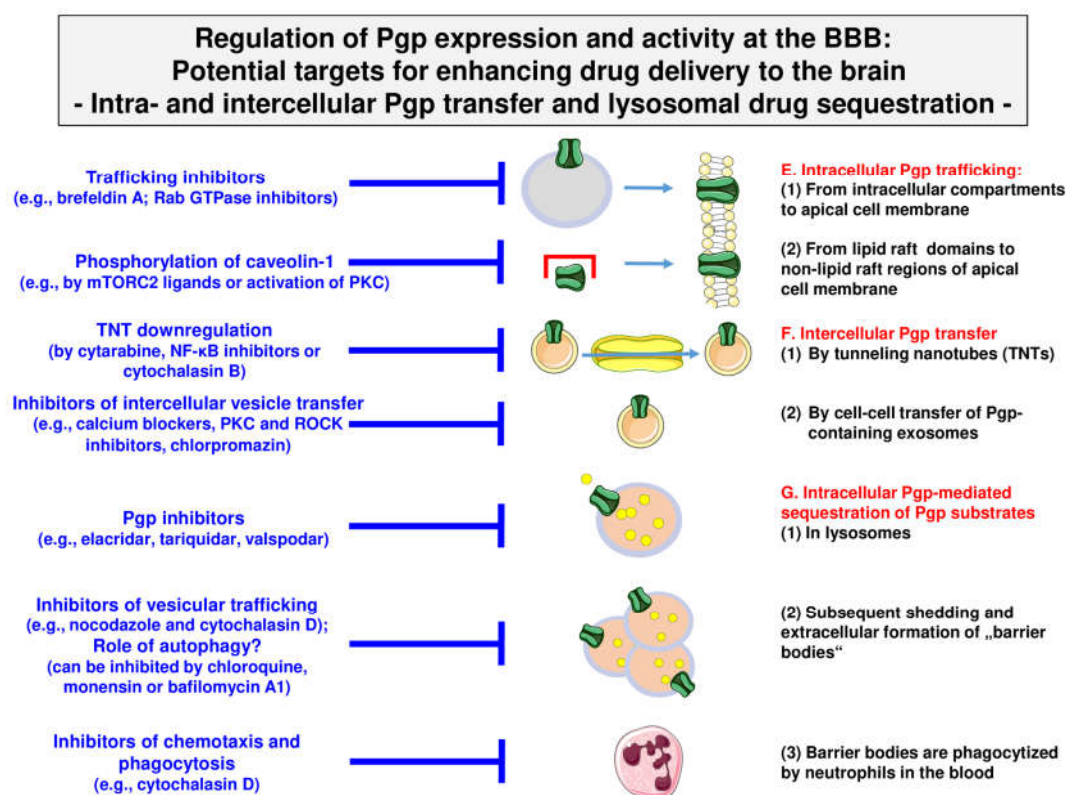 Regulation of Pgp expression and activity at the BBB:
Potential targets for enhancing drug delivery to the brain
- Intra- and intercellular Pgp transfer and lysosomal drug sequestration -
Trafficking inhibitors
(e.g., brefeldin A; Rab GTPase inhibitors)
E. Intracellular Pgp trafficking:
(1) From intracellular compartments
to apical cell membrane
Phosphorylation of caveolin-1
(e.g., by mTORC2 ligands or activation of PKC)
(2) From lipid raft domains to
non-lipid raft regions of apical
cell membrane
TNT downregulation
(by cytarabine, NF-κB inhibitors or
cytochalasin B)
F. Intercellular Pgp transfer
(1) By tunneling nanotubes (TNTs)
Inhibitors of intercellular vesicle transfer
(e.g., calcium blockers, PKC and ROCK
inhibitors, chlorpromazin)
(2) By cell-cell transfer of Pgp-
containing exosomes
Pgp inhibitors
(e.g., elacridar, tariquidar, valspodar)
G. Intracellular Pgp-mediated
sequestration of Pgp substrates
(1) In lysosomes
Inhibitors of vesicular trafficking
(e.g., nocodazole and cytochalasin D);
Role of autophagy?
(can be inhibited by chloroquine,
monensin or bafilomycin A1)
(2) Subsequent shedding and
extracellular formation of „barrier
bodies“
Inhibitors of chemotaxis and
phagocytosis
(e.g., cytochalasin D)
(3) Barrier bodies are phagocytized
by neutrophils in the blood